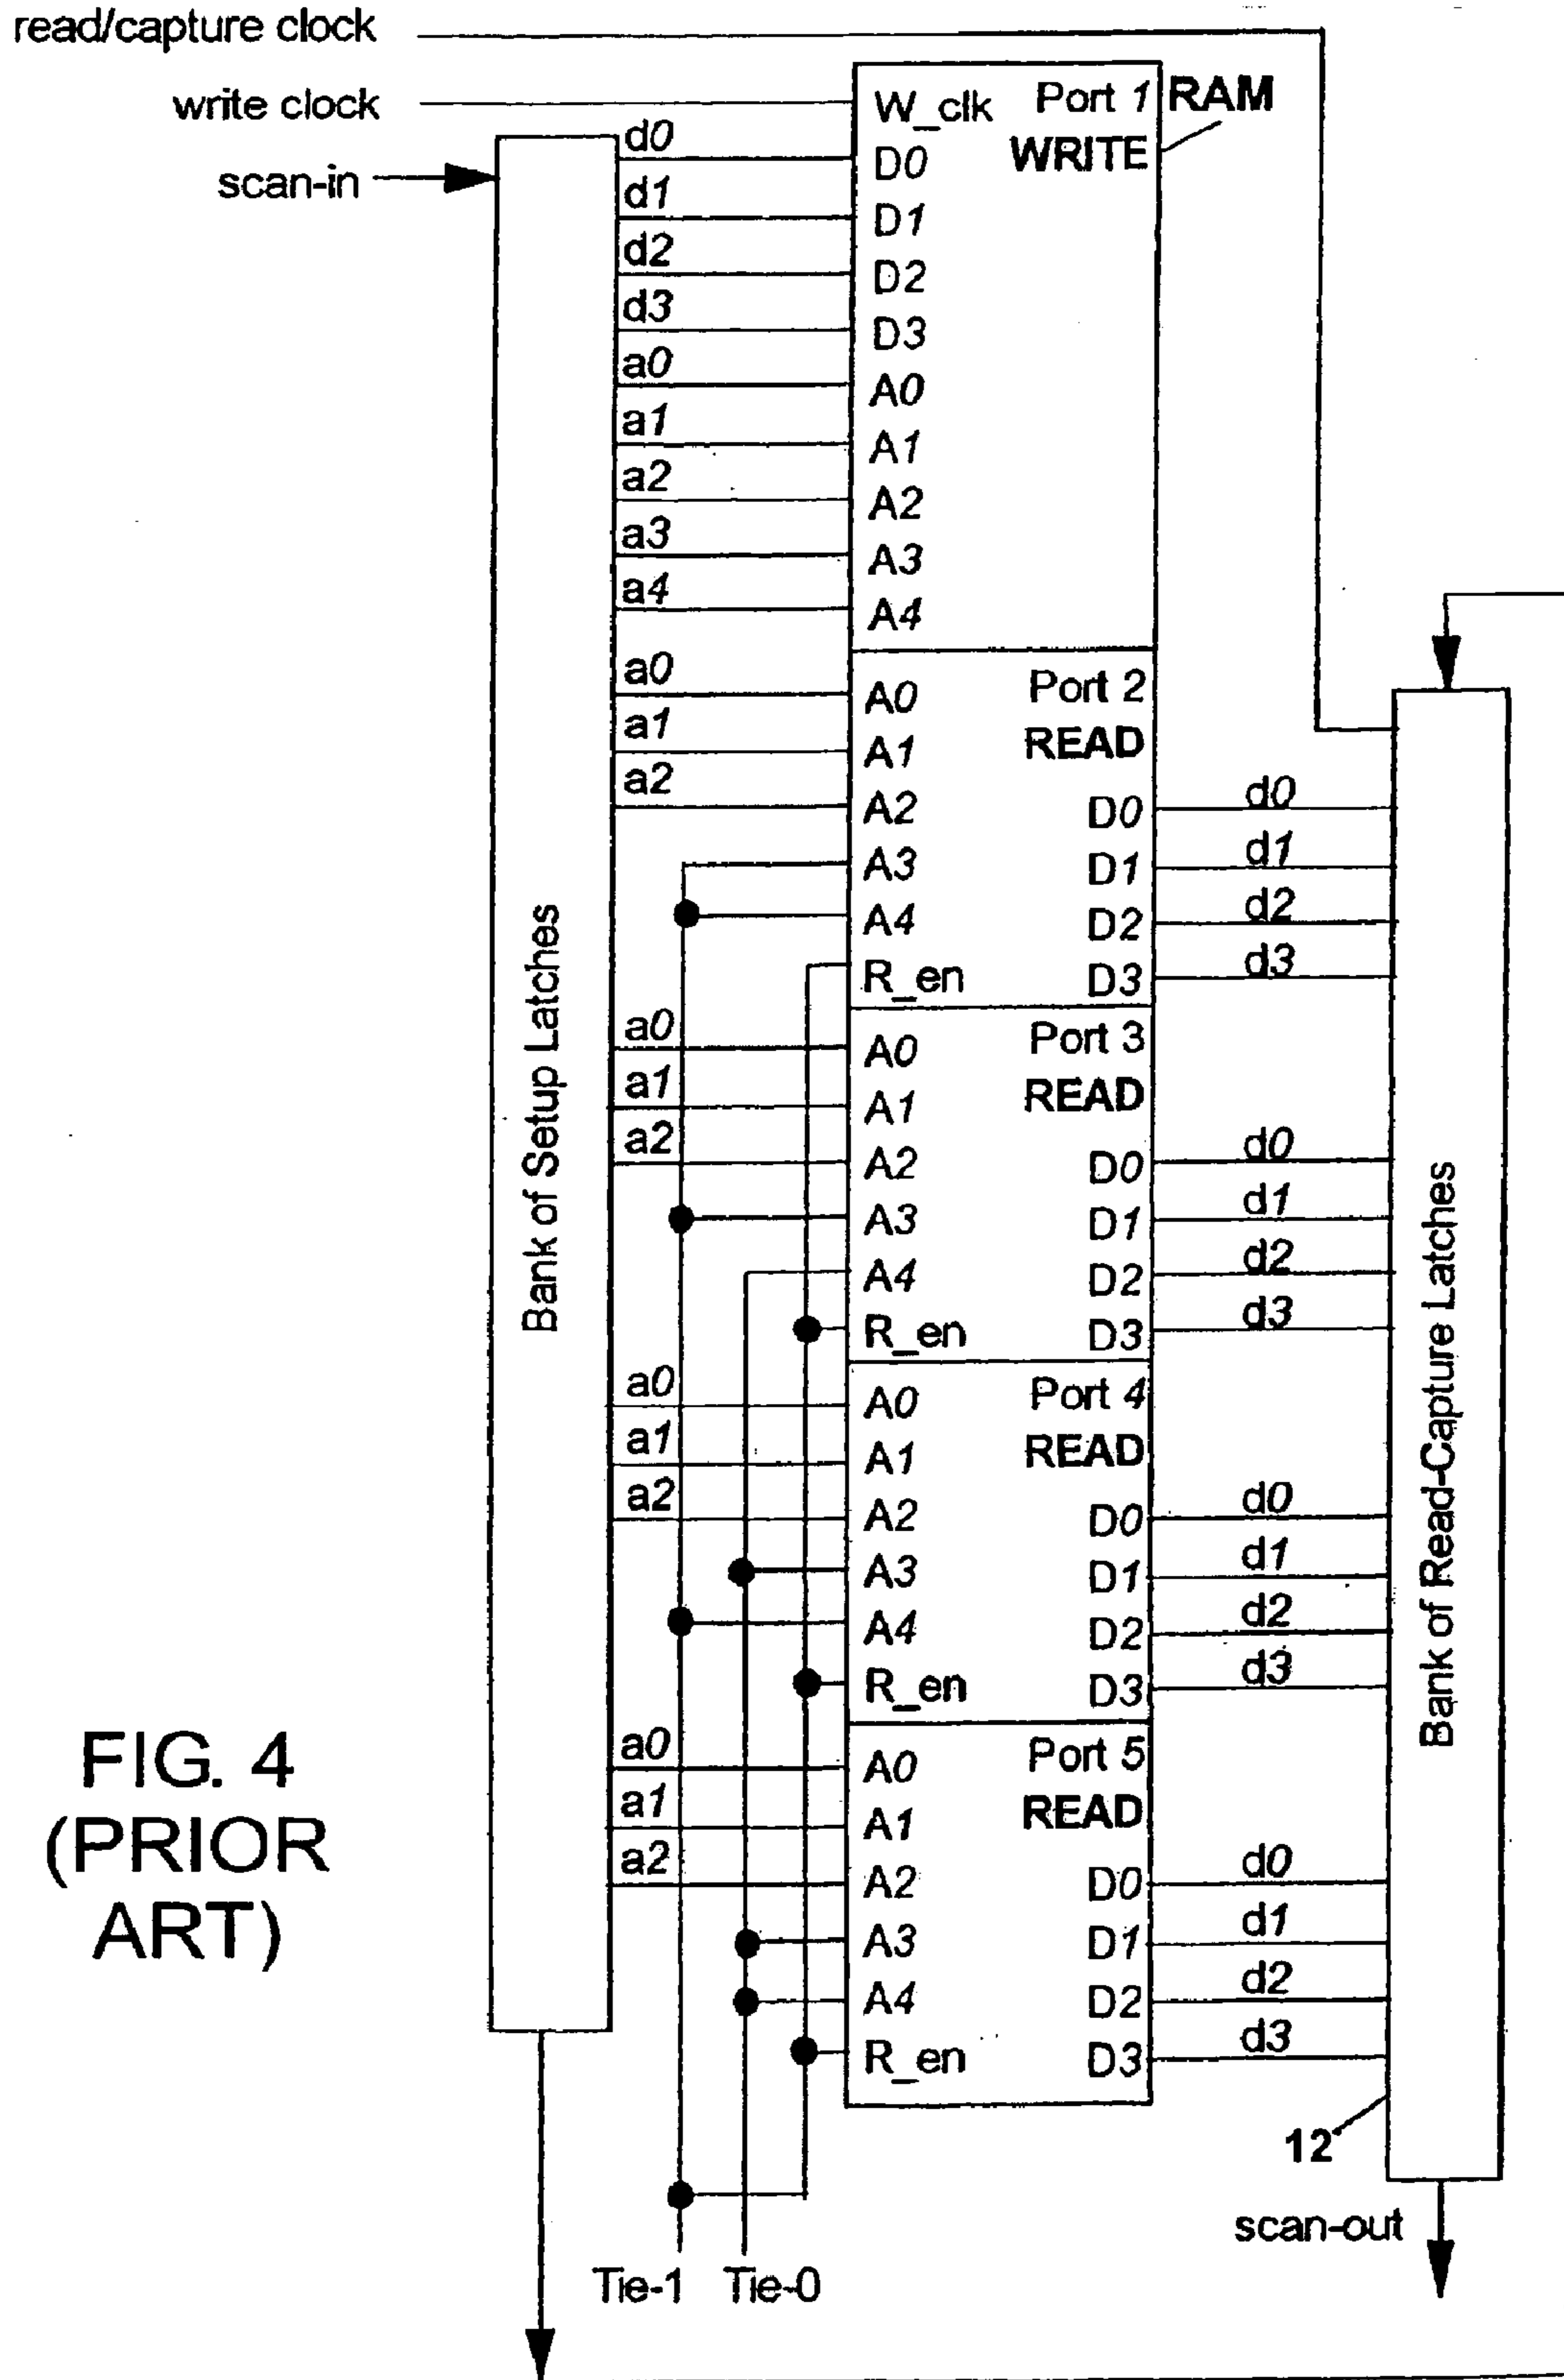 read/capture clock
write clock
scan-in
d0
d1
d2
d3
a0
a1
a2
a3
a4
W_clk
D0
D1
D2
D3
A0
A1
A2
A3
A4
Port 1
WRITE
RAM
a0
a1
a2
A0
A1
A2
A3
A4
R_en
Port 2
READ
D0
D1
D2
D3
d0
d1
d2
d3
a0
a1
a2
A0
A1
A2
A3
A4
R_en
Port 3
READ
D0
D1
D2
D3
d0
d1
d2
d3
a0
a1
a2
A0
A1
A2
A3
A4
R_en
Port 4
READ
D0
D1
D2
D3
d0
d1
d2
d3
a0
a1
a2
A0
A1
A2
A3
A4
R_en
Port 5
READ
D0
D1
D2
D3
d0
d1
d2
d3
Bank of Setup Latches
Bank of Read-Capture Latches
12
scan-out
Tie-1
Tie-0
FIG. 4
(PRIOR
ART)